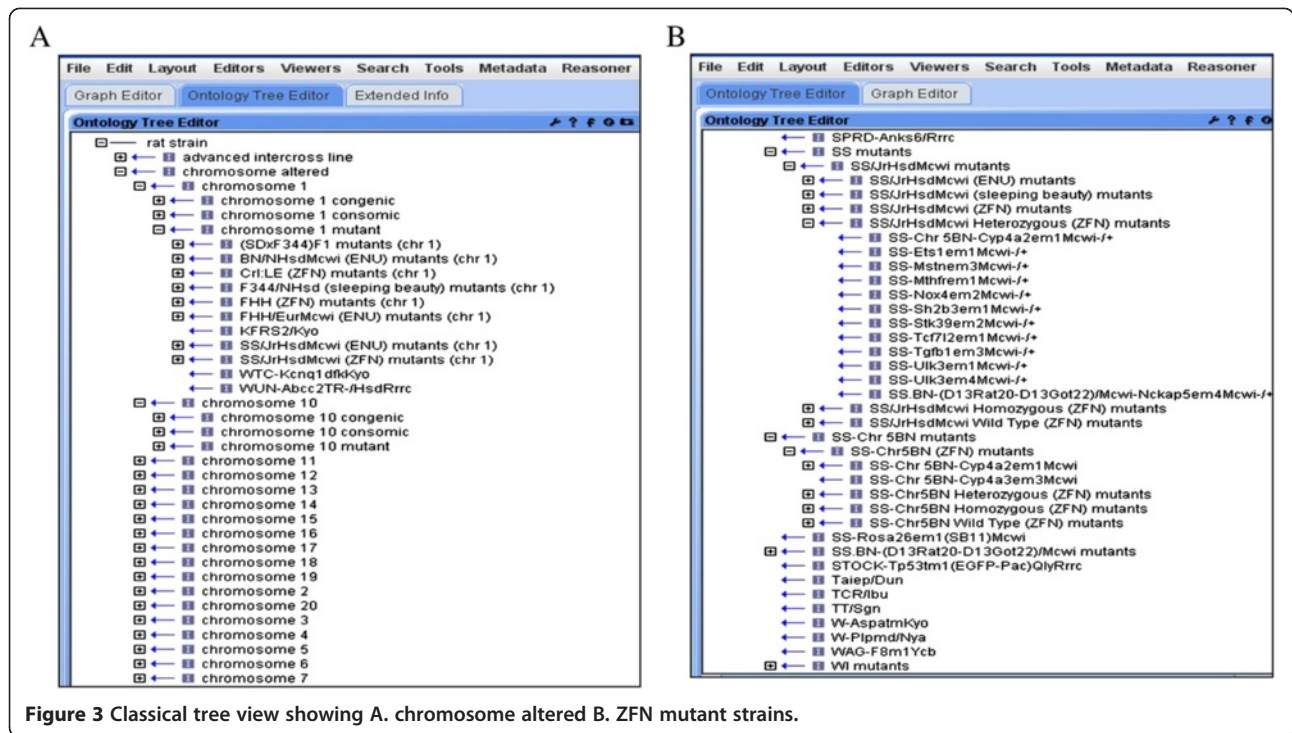 A
File Edit Layout Editors Viewers Search Tools Metadata Reasoner
Graph Editor Ontology Tree Editor Extended Info
Ontology Tree Editor
rat strain
advanced intercross line
chromosome altered
chromosome 1
chromosome 1 congenic
chromosome 1 consomic
chromosome 1 mutant
(SDxF344)F1 mutants (chr 1)
BN/NHsdMcwi (ENU) mutants (chr 1)
Crl:LE (ZFN) mutants (chr 1)
F344/NHsd (sleeping beauty) mutants (chr 1)
FHH (ZFN) mutants (chr 1)
FHH/EurMcwi (ENU) mutants (chr 1)
KFRS2/Kyo
SS/JrHsdMcwi (ENU) mutants (chr 1)
SS/JrHsdMcwi (ZFN) mutants (chr 1)
WTC-Kcnq1dfkKyo
WUN-Abcc2TR-/HsdRrrc
chromosome 10
chromosome 10 congenic
chromosome 10 consomic
chromosome 10 mutant
chromosome 11
chromosome 12
chromosome 13
chromosome 14
chromosome 15
chromosome 16
chromosome 17
chromosome 18
chromosome 19
chromosome 2
chromosome 20
chromosome 3
chromosome 4
chromosome 5
chromosome 6
chromosome 7
B
File Edit Layout Editors Viewers Search Tools Metadata Reasoner
Ontology Tree Editor Graph Editor
Ontology Tree Editor
SPRD-Anks6/Rrrc
SS mutants
SS/JrHsdMcwi mutants
SS/JrHsdMcwi (ENU) mutants
SS/JrHsdMcwi (sleeping beauty) mutants
SS/JrHsdMcwi (ZFN) mutants
SS/JrHsdMcwi Heterozygous (ZFN) mutants
SS-Chr 5BN-Cyp4a2em1Mcwi-/+
SS-Ets1em1Mcwi-/+
SS-Mstnem3Mcwi-/+
SS-Mthfrem1Mcwi-/+
SS-Nox4em2Mcwi-/+
SS-Sh2b3em1Mcwi-/+
SS-Stk39em2Mcwi-/+
SS-Tcf7l2em1Mcwi-/+
SS-Tgfb1em3Mcwi-/+
SS-Ulk3em1Mcwi-/+
SS-Ulk3em4Mcwi-/+
SS.BN-(D13Rat20-D13Got22)/Mcwi-Nckap5em4Mcwi-/+
SS/JrHsdMcwi Homozygous (ZFN) mutants
SS/JrHsdMcwi Wild Type (ZFN) mutants
SS-Chr 5BN mutants
SS-Chr5BN (ZFN) mutants
SS-Chr 5BN-Cyp4a2em1Mcwi
SS-Chr 5BN-Cyp4a3em3Mcwi
SS-Chr5BN Heterozygous (ZFN) mutants
SS-Chr5BN Homozygous (ZFN) mutants
SS-Chr5BN Wild Type (ZFN) mutants
SS-Rosa26em1(SB11)Mcwi
SS.BN-(D13Rat20-D13Got22)/Mcwi mutants
STOCK-Tp53tm1(EGFP-Pac)QlyRrrc
Taiep/Dun
TCR/Ibu
TT/Sgn
W-AspatmKyo
W-Plpmd/Nya
WAG-F8m1Ycb
WI mutants
Figure 3 Classical tree view showing A. chromosome altered B. ZFN mutant strains.